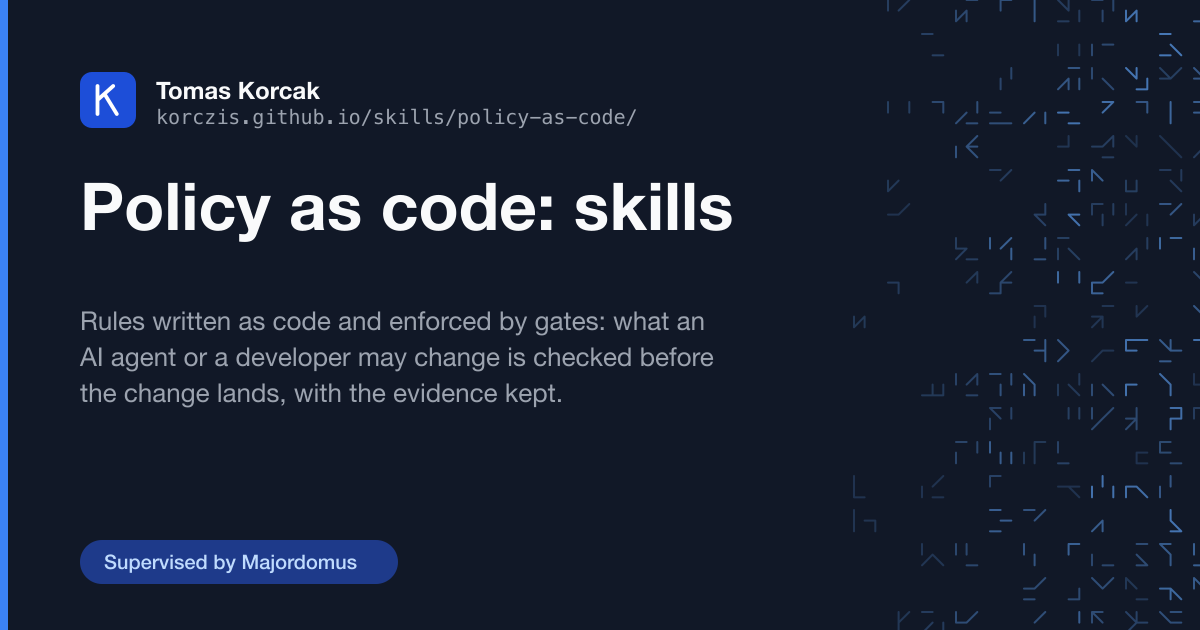 K
Tomas Korcak
korczis.github.io/skills/policy-as-code/
Policy as code: skills
Rules written as code and enforced by gates: what an
AI agent or a developer may change is checked before
the change lands, with the evidence kept.
Supervised by Majordomus